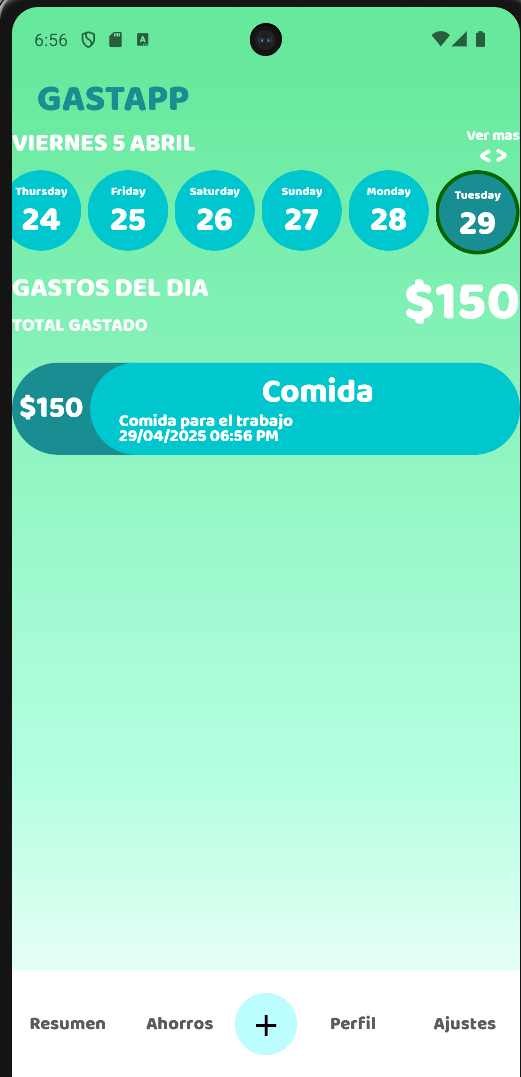 6:56
GASTAPP
VIERNES 5 ABRIL
Ver mas
< >
Thursday Friday Saturday Sunday Monday Tuesday
24 25 26 27 28 29
GASTOS DEL DIA
$150
TOTAL GASTADO
$150
Comida
Comida para el trabajo
29/04/2025 06:56 PM
Resumen Ahorros + Perfil Ajustes